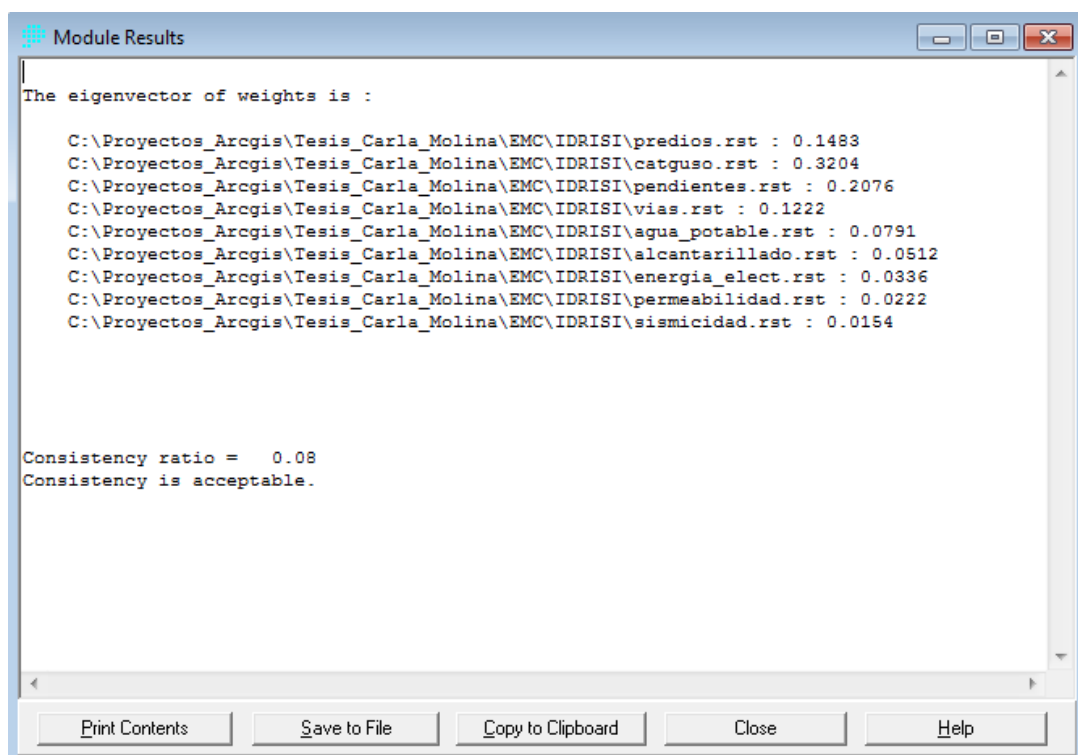 Module Results
The eigenvector of weights is :
C:\Proyectos_Arcgis\Tesis_Carla_Molina\EMC\IDRISI\predios.rst : 0.1483
C:\Proyectos_Arcgis\Tesis_Carla_Molina\EMC\IDRISI\catguso.rst : 0.3204
C:\Proyectos_Arcgis\Tesis_Carla_Molina\EMC\IDRISI\pendientes.rst : 0.2076
C:\Proyectos_Arcgis\Tesis_Carla_Molina\EMC\IDRISI\vias.rst : 0.1222
C:\Proyectos_Arcgis\Tesis_Carla_Molina\EMC\IDRISI\agua_potable.rst : 0.0791
C:\Proyectos_Arcgis\Tesis_Carla_Molina\EMC\IDRISI\alcantarillado.rst : 0.0512
C:\Proyectos_Arcgis\Tesis_Carla_Molina\EMC\IDRISI\energia_elect.rst : 0.0336
C:\Proyectos_Arcgis\Tesis_Carla_Molina\EMC\IDRISI\permeabilidad.rst : 0.0222
C:\Proyectos_Arcgis\Tesis_Carla_Molina\EMC\IDRISI\sismicidad.rst : 0.0154
Consistency ratio =   0.08
Consistency is acceptable.
Print Contents Save to File Copy to Clipboard Close Help